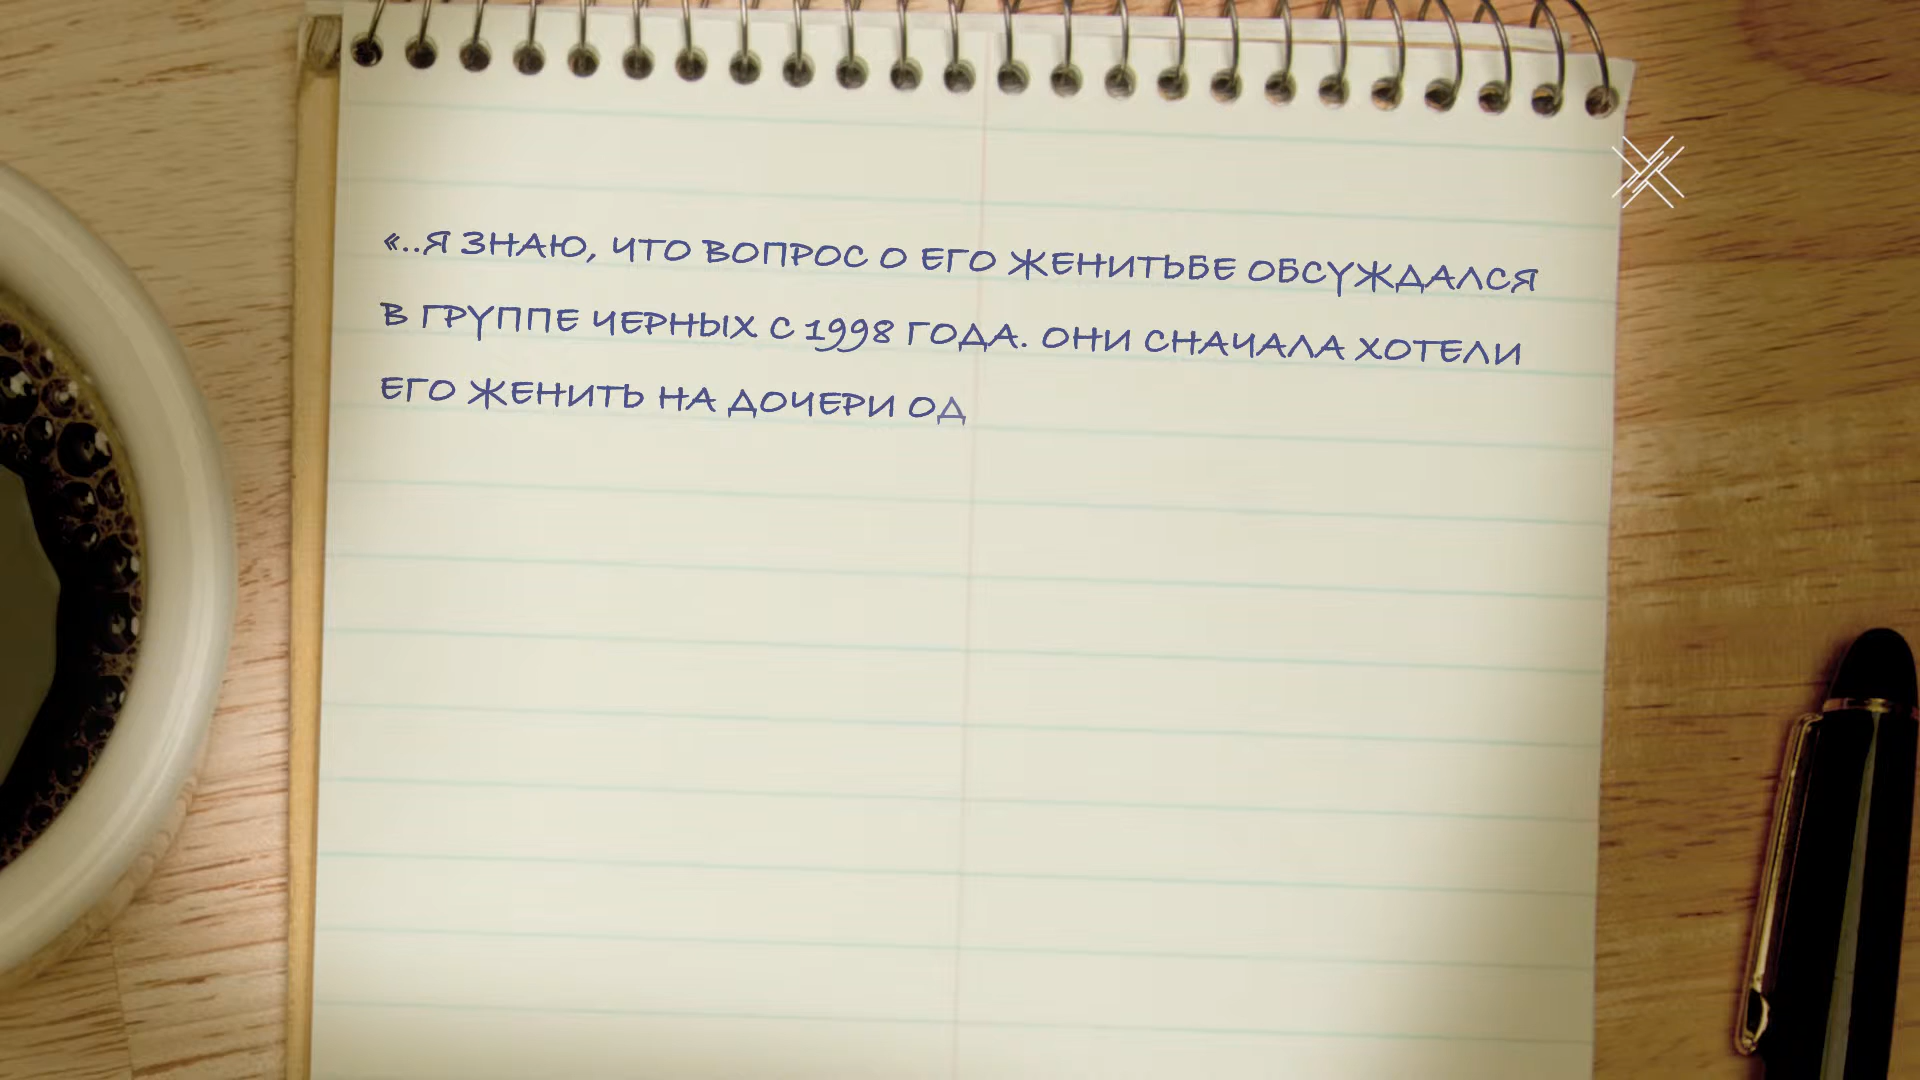 «..Я ЗНАЮ, ЧТО ВОПРОС О ЕГО ЖЕНИТЬБЕ ОБСУЖДАЛСЯ
В ГРУППЕ ЧЕРНЫХ С 1998 ГОДА. ОНИ СНАЧАЛА ХОТЕЛИ
ЕГО ЖЕНИТЬ НА ДОЧЕРИ ОД